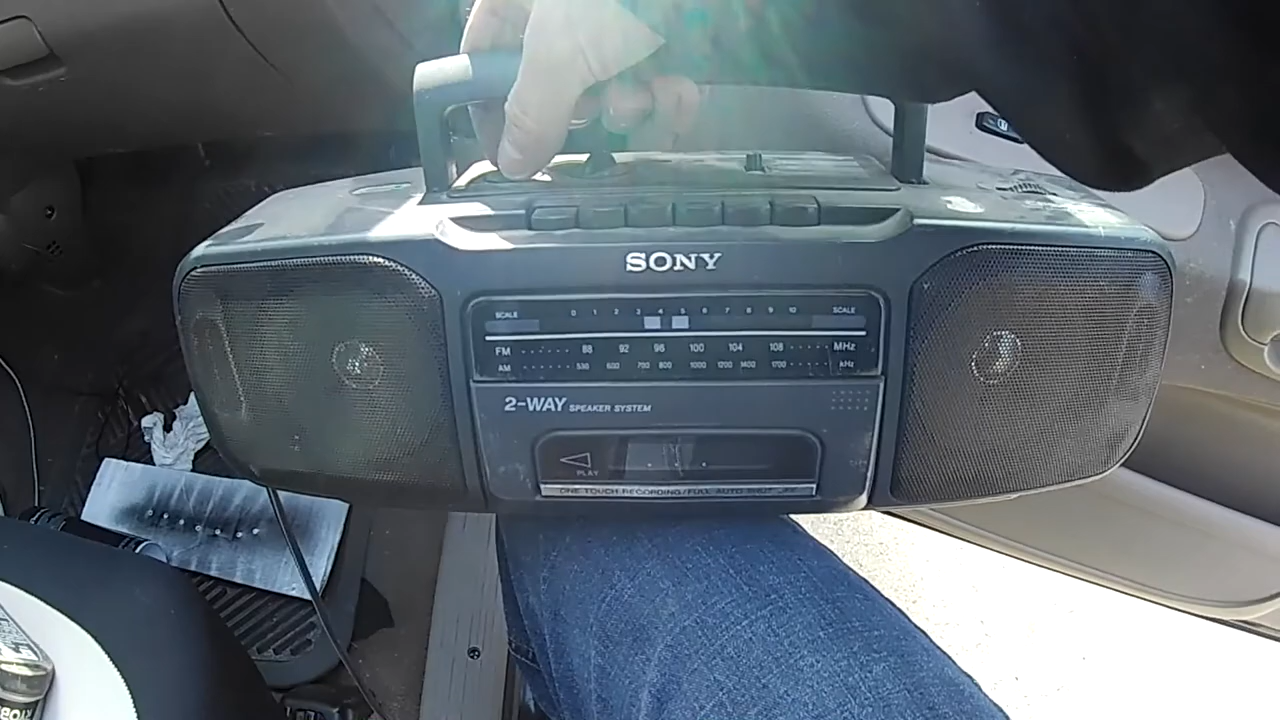 SONY
SCALE 0 1 2 3 4 5 6 7 8 9 10 SCALE
FM 88 92 96 100 104 108 MHz
AM 530 600 700 800 1000 1200 1400 1700 kHz
2-WAY SPEAKER SYSTEM
PLAY
ONE TOUCH RECORDING/FULL AUTO SHUT OFF